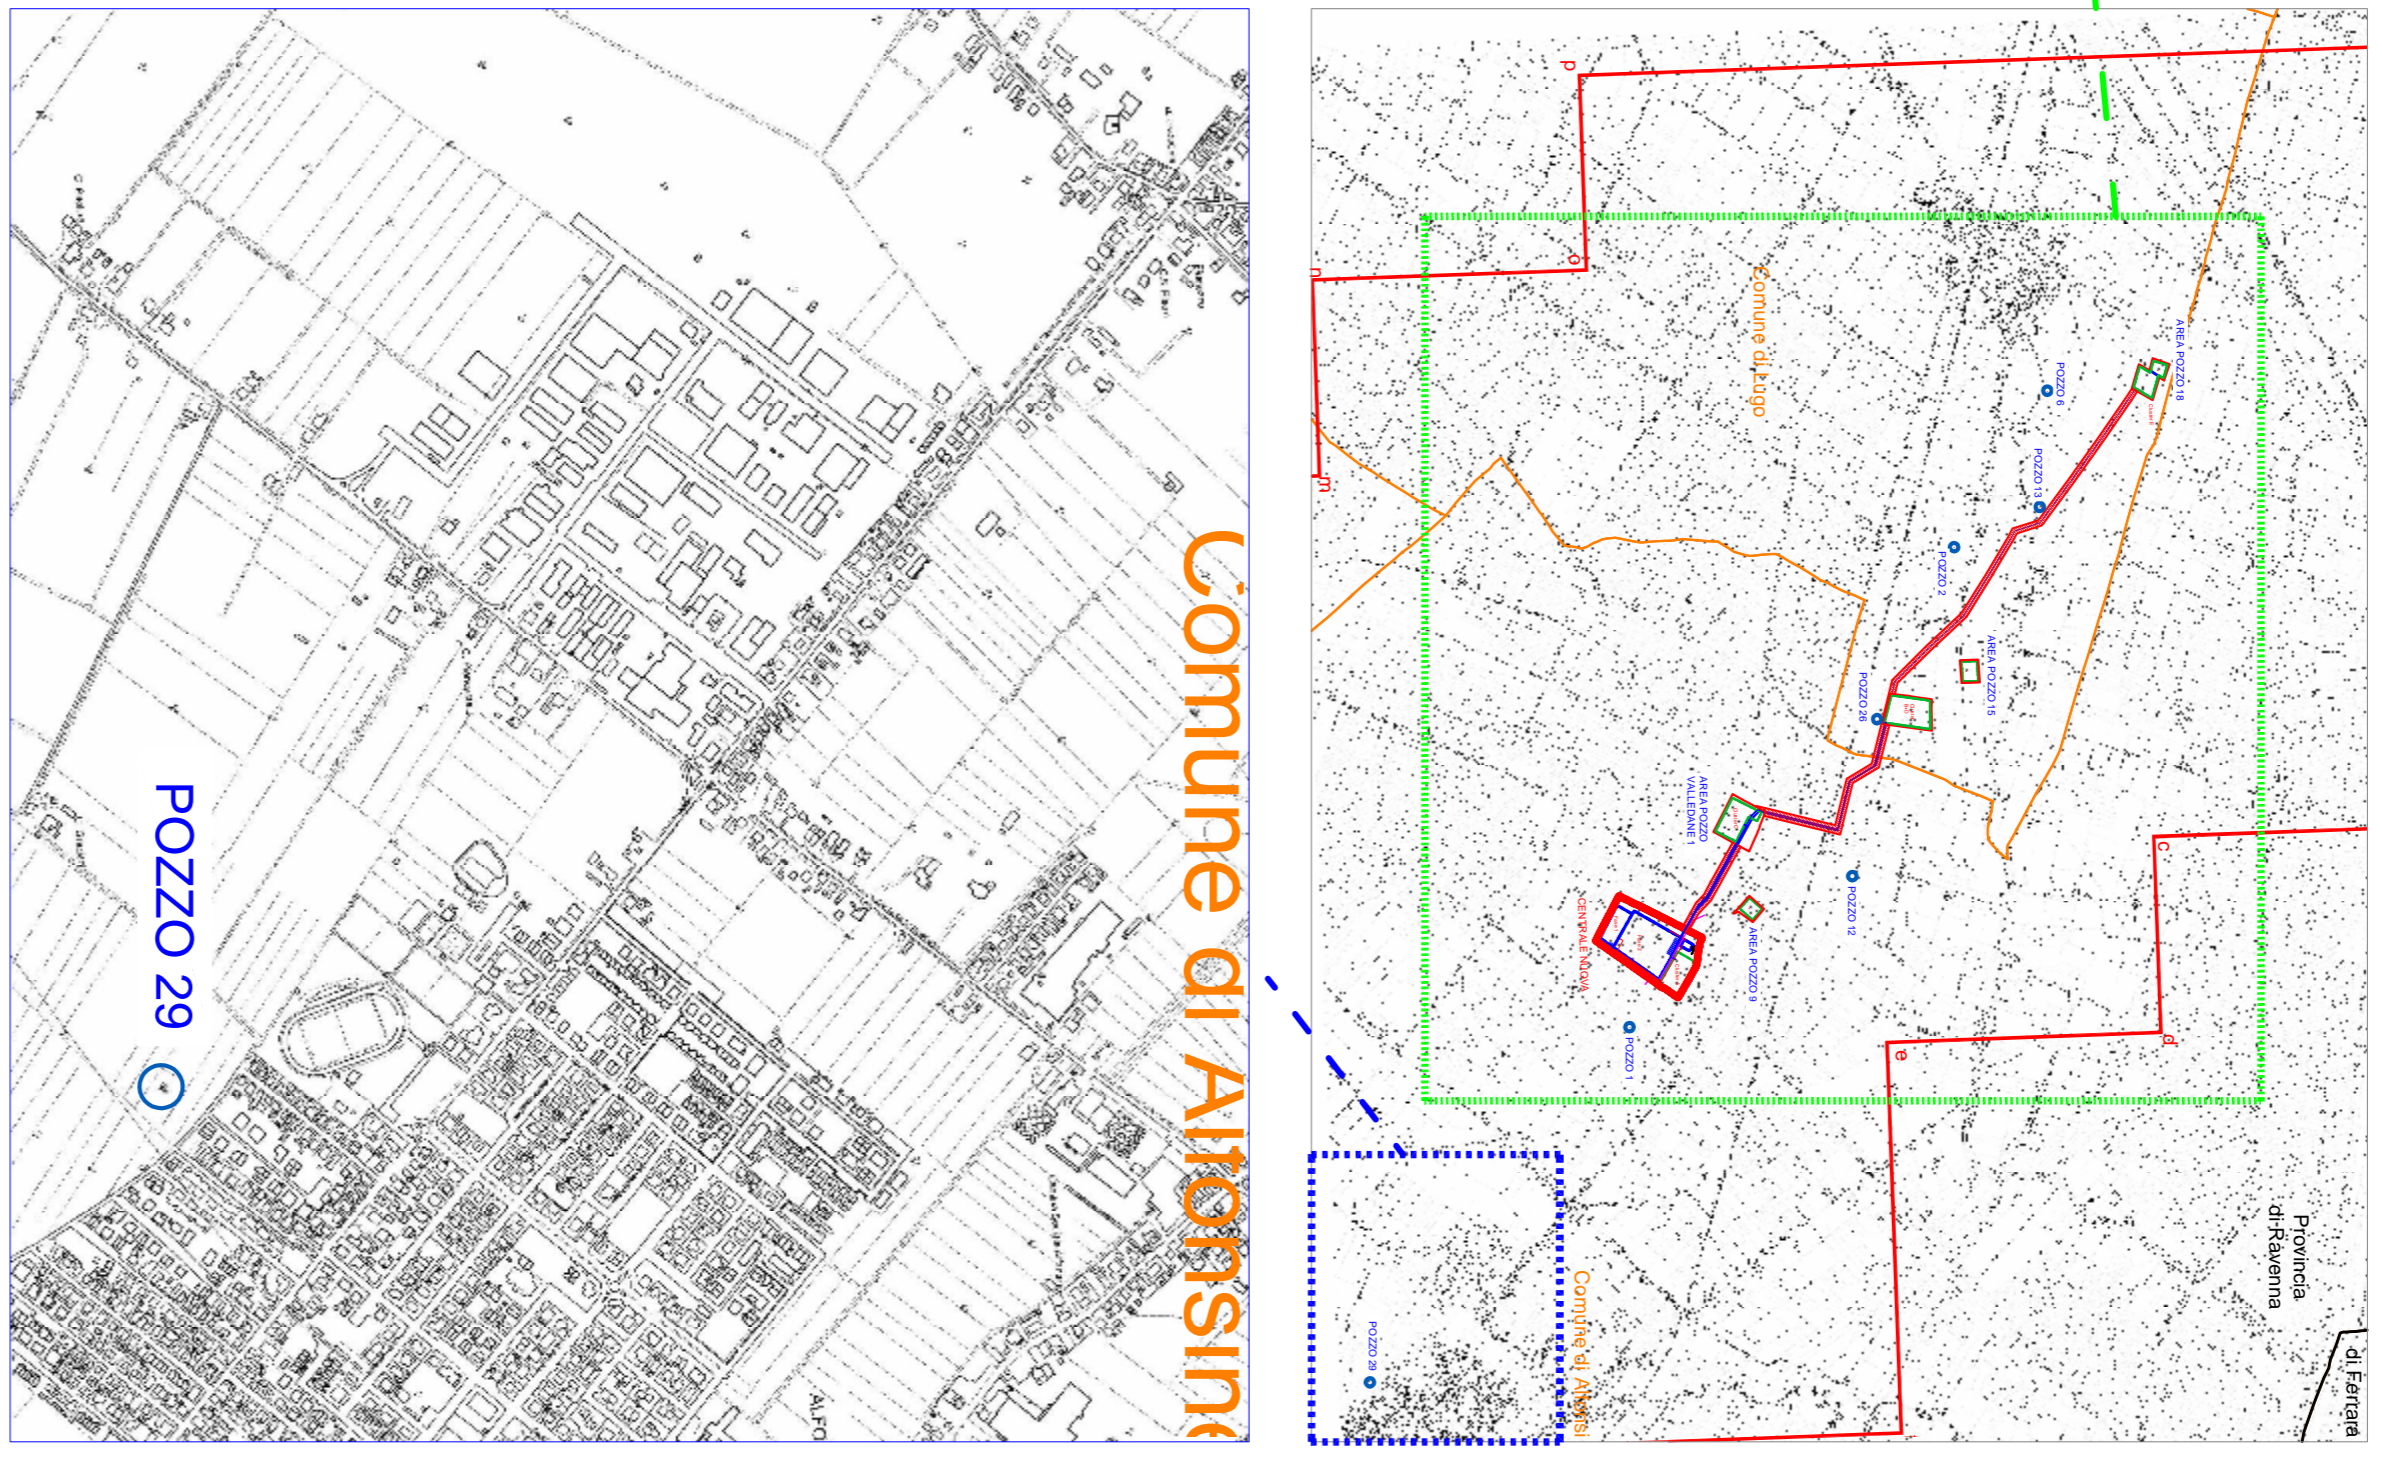 Comune di Alfonsine
POZZO 29
ALFO
p
o
n
m
c
d
e
Comune di Lugo
AREA POZZO 18
POZZO 6
POZZO 13
POZZO 2
AREA POZZO 15
POZZO 26
AREA POZZO
VALLEDANE 1
POZZO 12
AREA POZZO 9
CENTRALE NUOVA
POZZO 1
Provincia
di Ravenna
di Ferrara
Comune di Alfonsi
POZZO 29